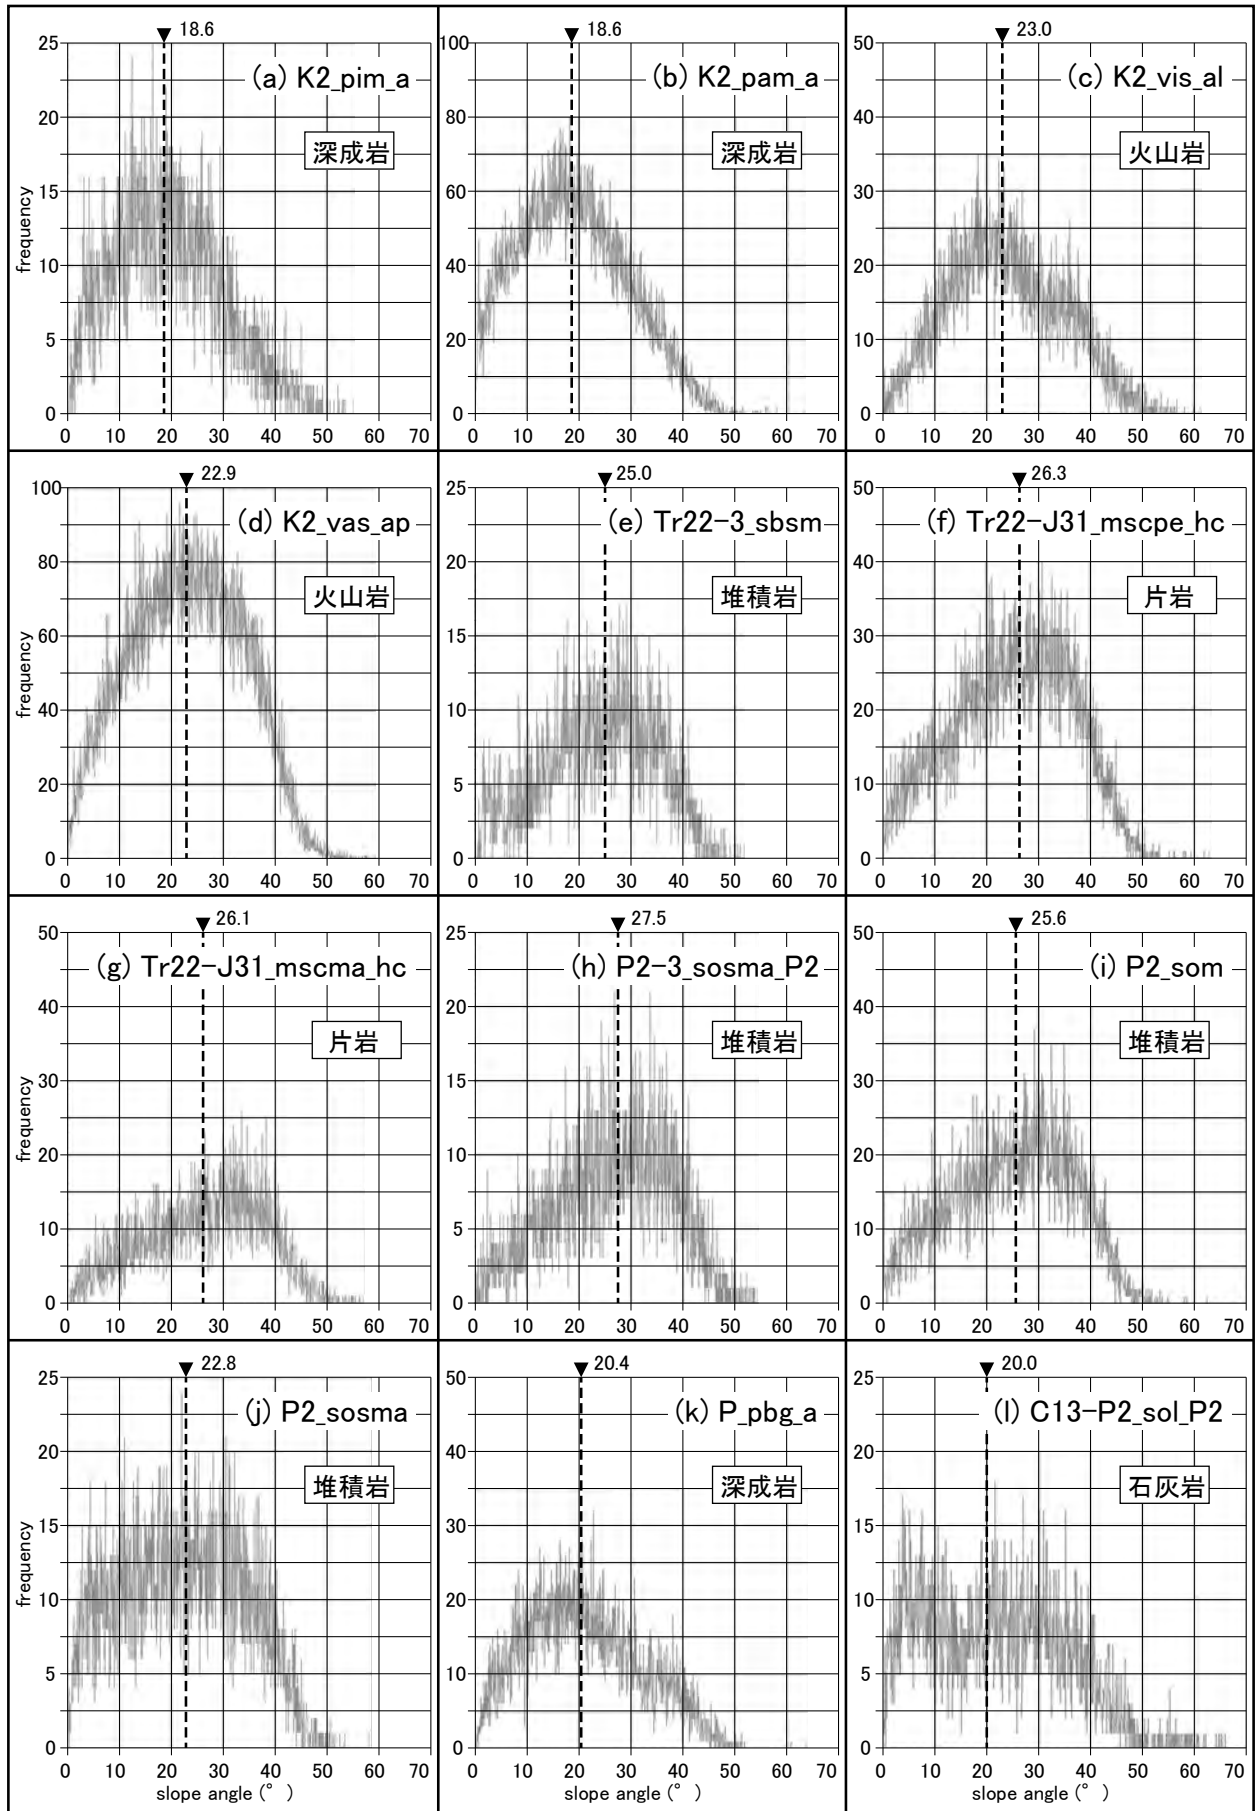 18.6
25
(a) K2_pim_a
20
深成岩
15
frequency
10
5
0
0 10 20 30 40 50 60 70
18.6
100
(b) K2_pam_a
80
深成岩
60
40
20
0
0 10 20 30 40 50 60 70
23.0
50
(c) K2_vis_al
40
火山岩
30
20
10
0
0 10 20 30 40 50 60 70
22.9
100
(d) K2_vas_ap
80
火山岩
60
frequency
40
20
0
0 10 20 30 40 50 60 70
25.0
25
(e) Tr22-3_sbsm
20
堆積岩
15
10
5
0
0 10 20 30 40 50 60 70
26.3
50
(f) Tr22-J31_mscpe_hc
40
片岩
30
20
10
0
0 10 20 30 40 50 60 70
26.1
50
(g) Tr22-J31_mscma_hc
40
片岩
30
frequency
20
10
0
0 10 20 30 40 50 60 70
27.5
25
(h) P2-3_sosma_P2
20
堆積岩
15
10
5
0
0 10 20 30 40 50 60 70
25.6
50
(i) P2_som
40
堆積岩
30
20
10
0
0 10 20 30 40 50 60 70
22.8
25
(j) P2_sosma
20
堆積岩
15
frequency
10
5
0
0 10 20 30 40 50 60 70
slope angle (° )
20.4
50
(k) P_pbg_a
40
深成岩
30
20
10
0
0 10 20 30 40 50 60 70
slope angle (° )
20.0
25
(l) C13-P2_sol_P2
20
石灰岩
15
10
5
0
0 10 20 30 40 50 60 70
slope angle (° )